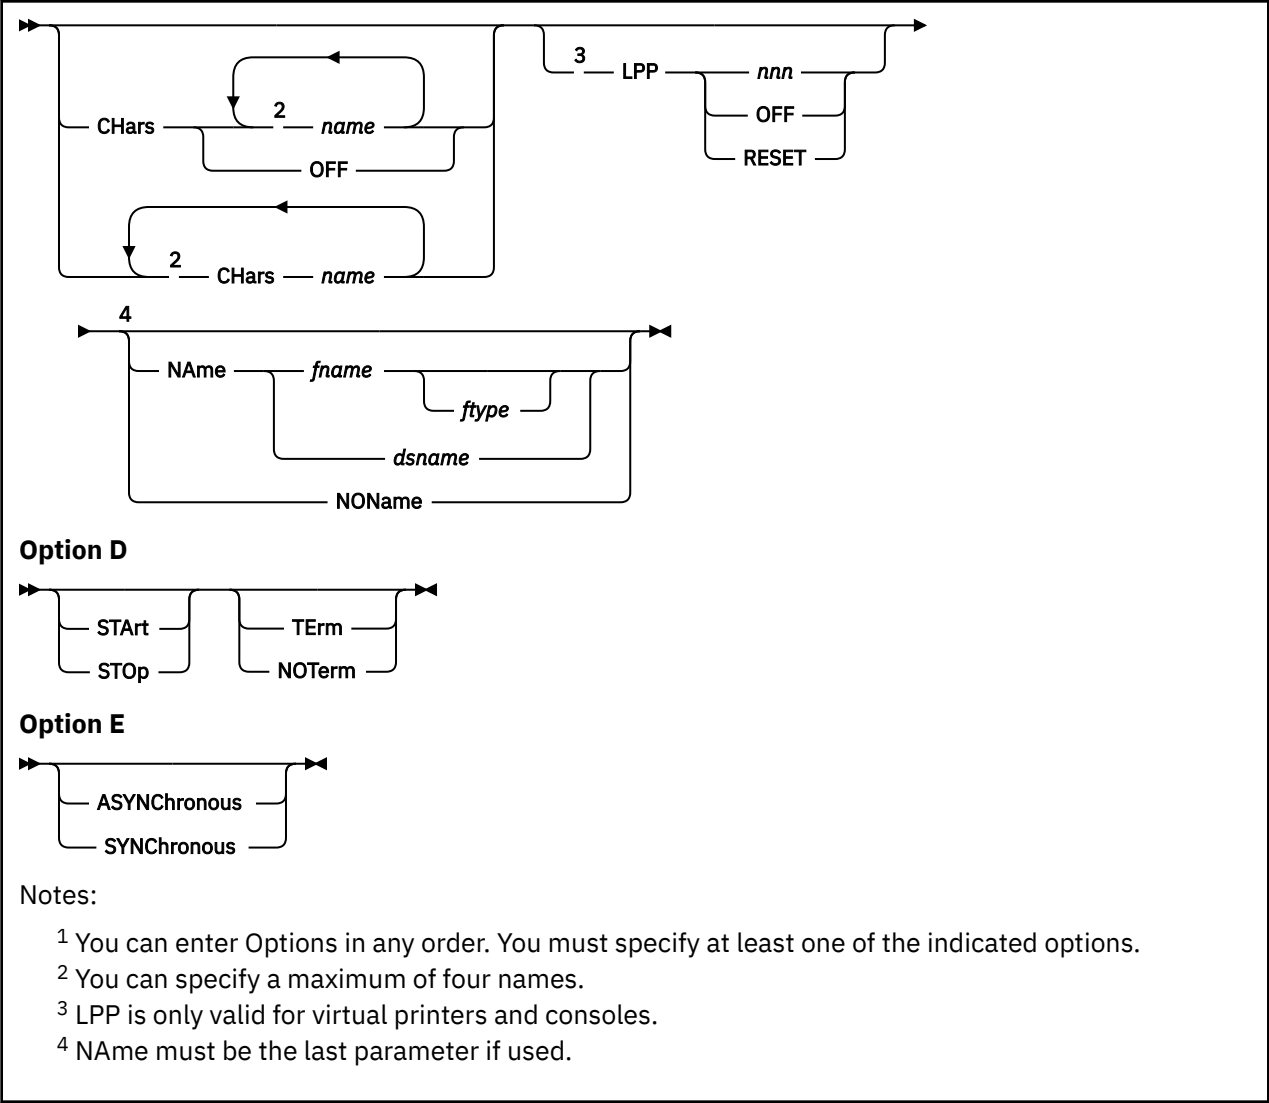 3
LPP nnn
2
CHars name
OFF
OFF
RESET
2
CHars name
4
NAme fname
ftype
dsname
NOName
Option D
STArt TErm
STOp NOTerm
Option E
ASYNChronous
SYNChronous
Notes:
1 You can enter Options in any order. You must specify at least one of the indicated options.
2 You can specify a maximum of four names.
3 LPP is only valid for virtual printers and consoles.
4 NAme must be the last parameter if used.